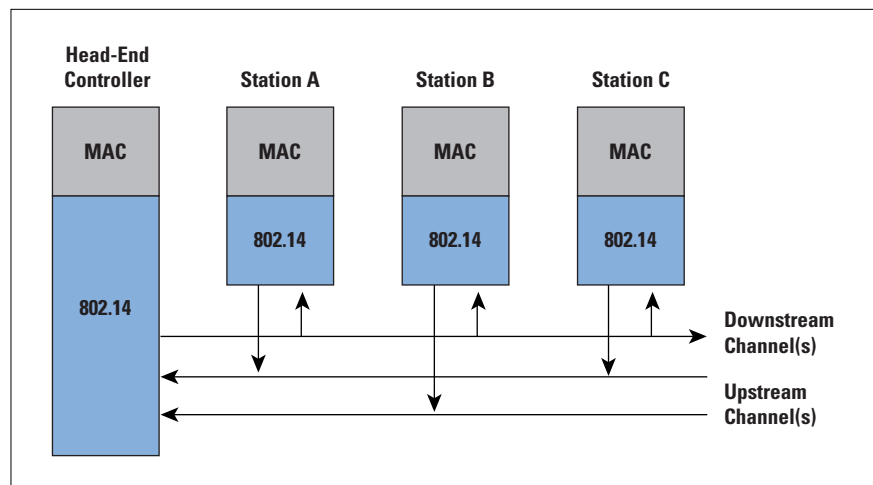 Head-End
Controller
Station A
Station B
Station C
MAC
MAC
MAC
MAC
802.14
802.14
802.14
802.14
Downstream
Channel(s)
Upstream
Channel(s)